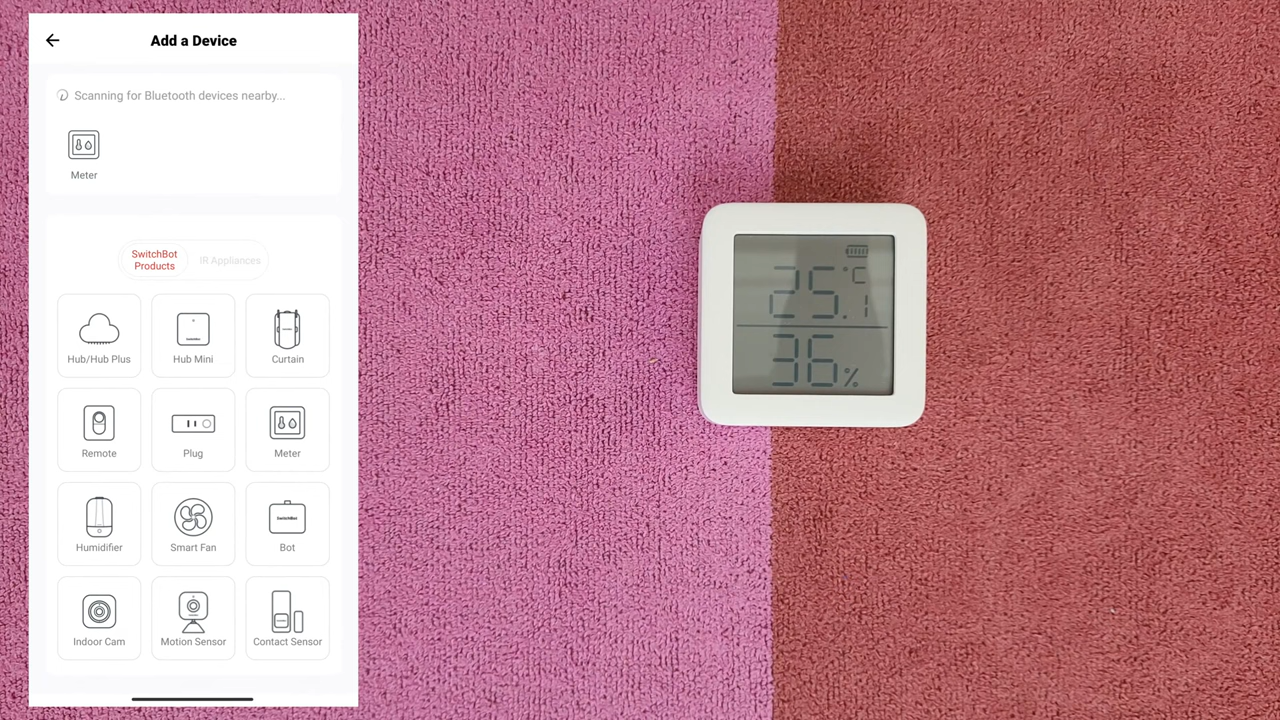 Add a Device
Scanning for Bluetooth devices nearby...
Meter
SwitchBot
Products
IR Appliances
Hub/Hub Plus
Hub Mini
Curtain
Remote
Plug
Meter
Humidifier
Smart Fan
SwitchBot
Bot
Indoor Cam
Motion Sensor
Contact Sensor
25.1°C
36%